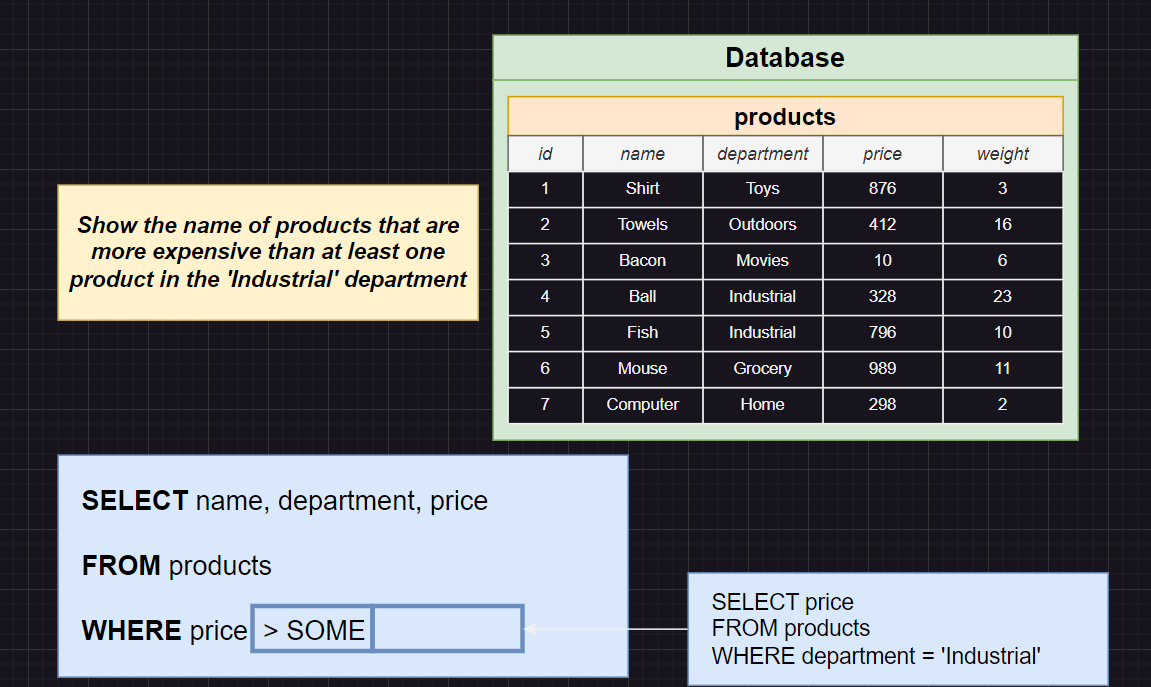 Database
products
id name department price weight
1 Shirt Toys 876 3
2 Towels Outdoors 412 16
3 Bacon Movies 10 6
4 Ball Industrial 328 23
5 Fish Industrial 796 10
6 Mouse Grocery 989 11
7 Computer Home 298 2
Show the name of products that are
more expensive than at least one
product in the 'Industrial' department
SELECT name, department, price
FROM products
WHERE price > SOME
SELECT price
FROM products
WHERE department = 'Industrial'